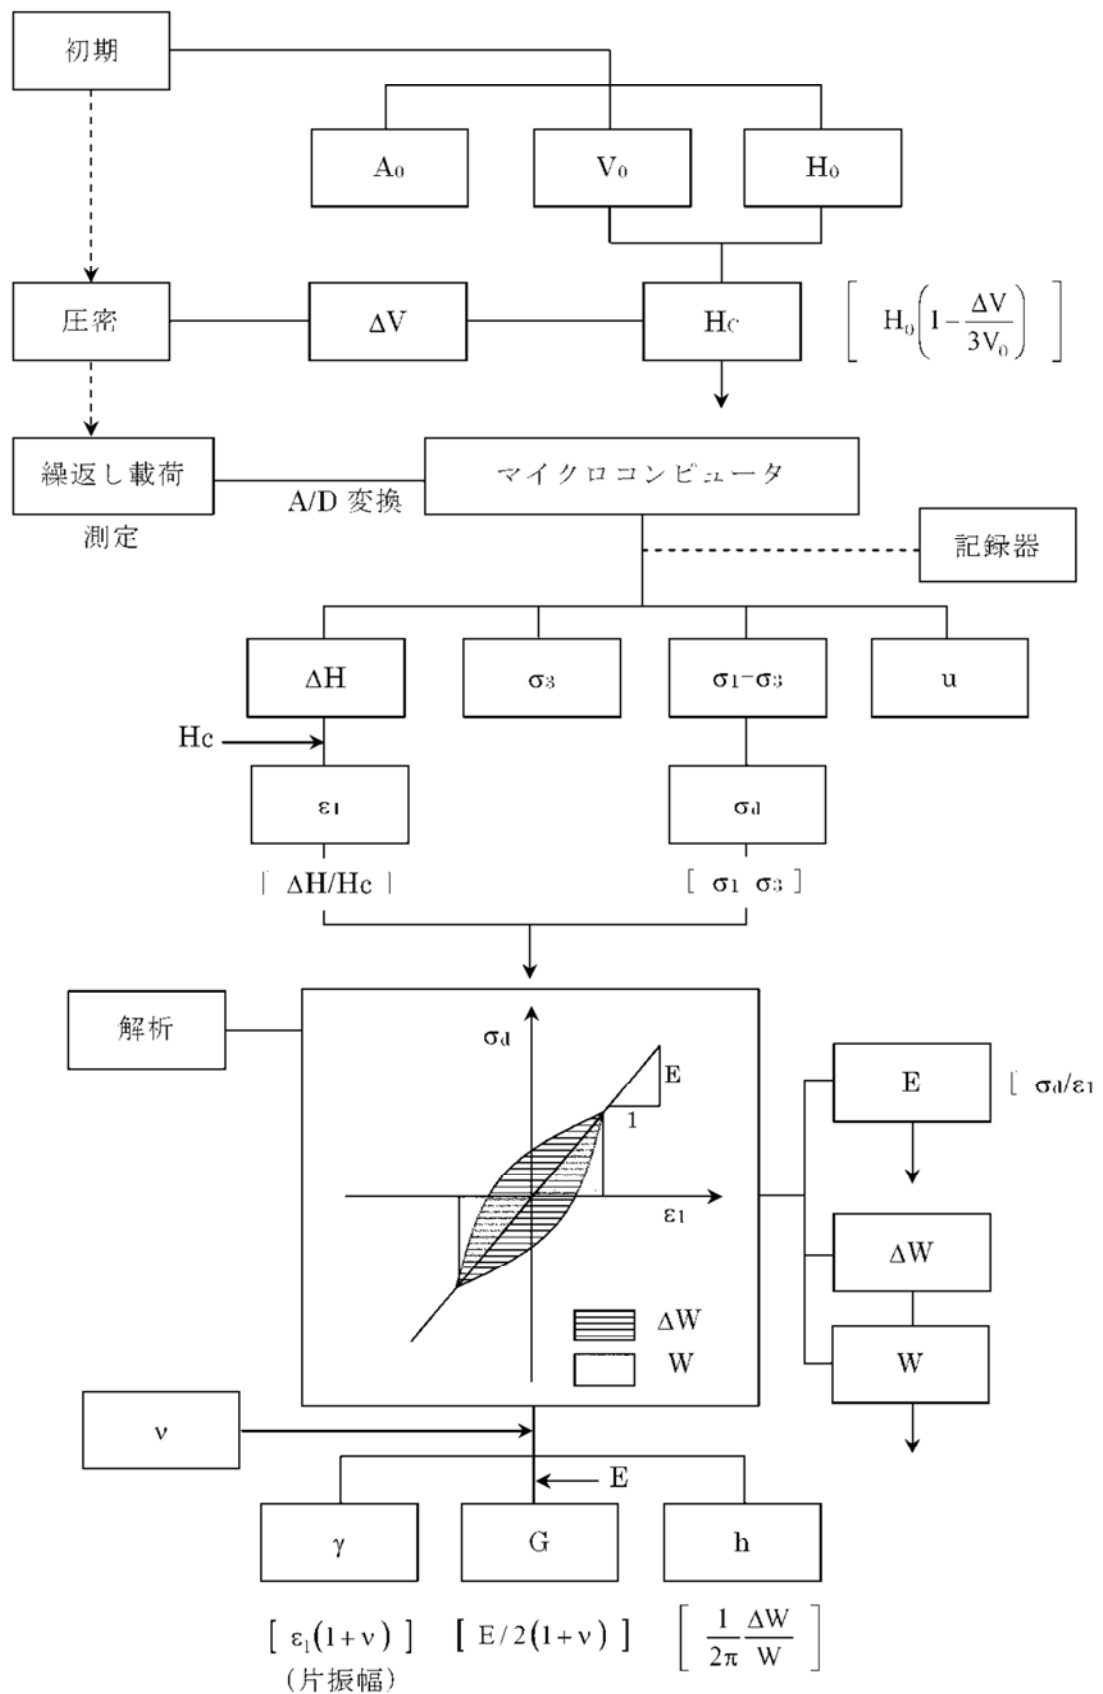 初期
A₀
V₀
H₀
圧密
ΔV
Hc
[ H₀(1-ΔV/3V₀) ]
繰返し載荷
A/D 変換
マイクロコンピュータ
測定
記録器
ΔH
σ₃
σ₁-σ₃
u
Hc
ε₁
σd
[ ΔH/Hc ]
[ σ₁ σ₃ ]
解析
σd
E
1
ε₁
ΔW
W
E
[ σd/ε₁
ΔW
W
ν
E
γ
G
h
[ ε₁(1+ν) ]
[ E/2(1+ν) ]
[ 1/2π ΔW/W ]
(片振幅)